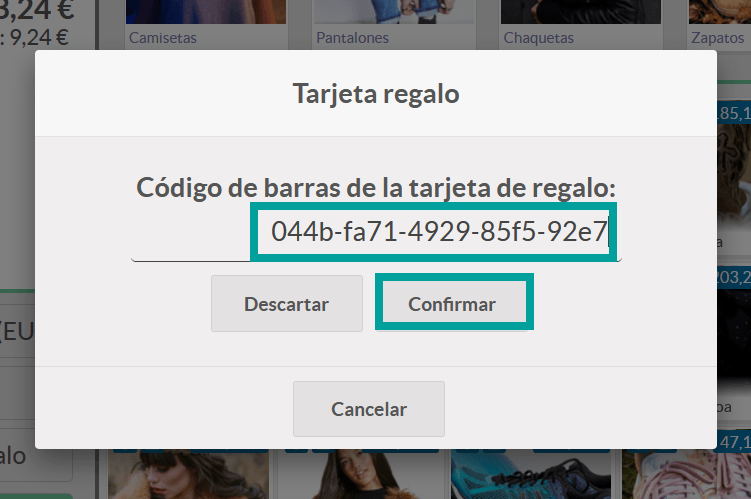 3,24 €
: 9,24 €
Camisetas
Pantalones
Chaquetas
Zapatos
Tarjeta regalo
85,1
Código de barras de la tarjeta de regalo:
044b-fa71-4929-85f5-92e7
a
203,2
Descartar
Confirmar
(EU
Cancelar
oa
alo
47,1